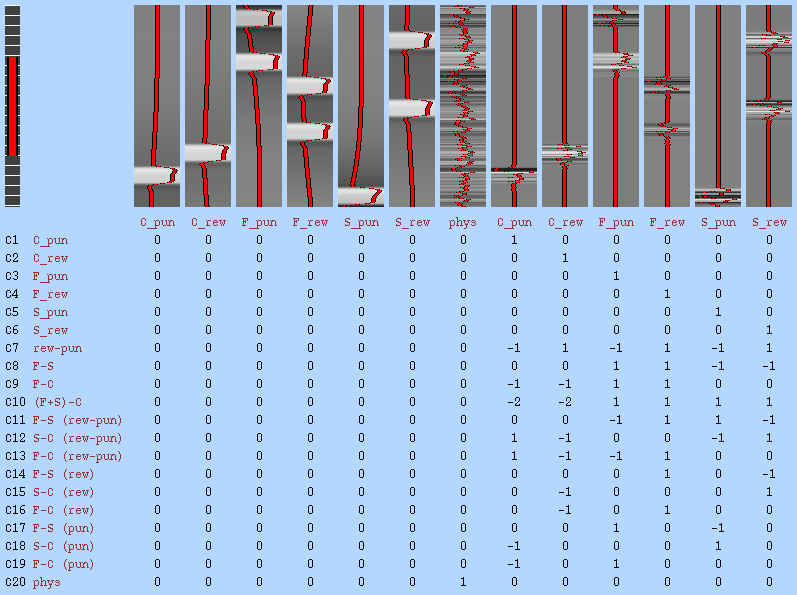 C_pun C_rew F_pun F_rew S_pun S_rew phys C_pun C_rew F_pun F_rew S_pun S_rew
C1 C_pun 0 0 0 0 0 0 0 1 0 0 0 0 0
C2 C_rew 0 0 0 0 0 0 0 0 1 0 0 0 0
C3 F_pun 0 0 0 0 0 0 0 0 0 1 0 0 0
C4 F_rew 0 0 0 0 0 0 0 0 0 0 1 0 0
C5 S_pun 0 0 0 0 0 0 0 0 0 0 0 1 0
C6 S_rew 0 0 0 0 0 0 0 0 0 0 0 0 1
C7 rew-pun 0 0 0 0 0 0 0 -1 1 -1 1 -1 1
C8 F-S 0 0 0 0 0 0 0 0 0 1 1 -1 -1
C9 F-C 0 0 0 0 0 0 0 -1 -1 1 1 0 0
C10 (F+S)-C 0 0 0 0 0 0 0 -2 -2 1 1 1 1
C11 F-S (rew-pun) 0 0 0 0 0 0 0 0 0 -1 1 1 -1
C12 S-C (rew-pun) 0 0 0 0 0 0 0 1 -1 0 0 -1 1
C13 F-C (rew-pun) 0 0 0 0 0 0 0 1 -1 -1 1 0 0
C14 F-S (rew) 0 0 0 0 0 0 0 0 0 0 1 0 -1
C15 S-C (rew) 0 0 0 0 0 0 0 0 -1 0 0 0 1
C16 F-C (rew) 0 0 0 0 0 0 0 0 -1 0 1 0 0
C17 F-S (pun) 0 0 0 0 0 0 0 0 0 1 0 -1 0
C18 S-C (pun) 0 0 0 0 0 0 0 -1 0 0 0 1 0
C19 F-C (pun) 0 0 0 0 0 0 0 -1 0 1 0 0 0
C20 phys 0 0 0 0 0 0 1 0 0 0 0 0 0